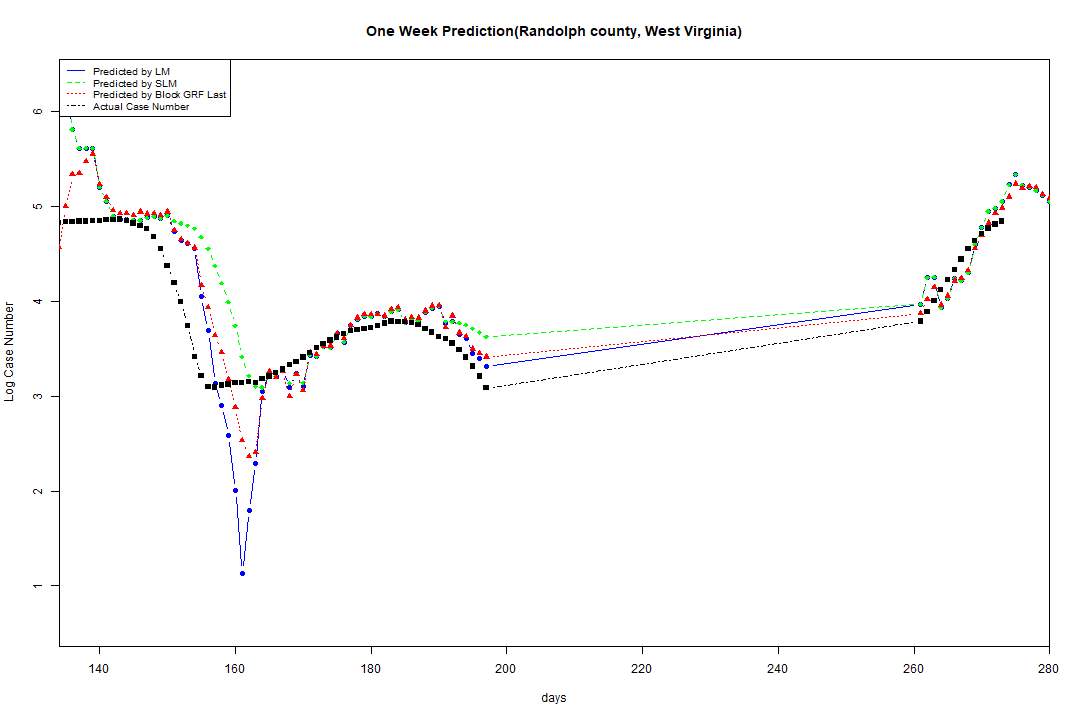 One Week Prediction(Randolph county, West Virginia)
Predicted by LM
Predicted by SLM
Predicted by Block GRF Last
Actual Case Number
Log Case Number
6
5
4
3
2
1
140 160 180 200 220 240 260 280
days